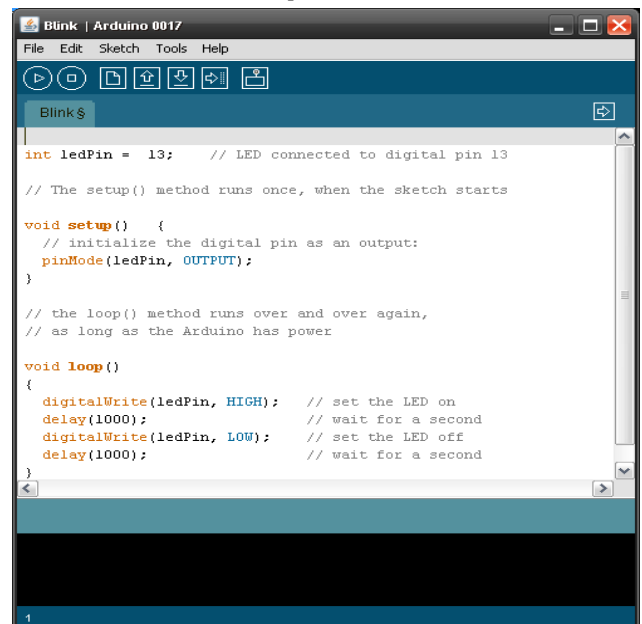 Blink | Arduino 0017
File Edit Sketch Tools Help
Blink §
int ledPin =  13;    // LED connected to digital pin 13
// The setup() method runs once, when the sketch starts
void setup()   {
  // initialize the digital pin as an output:
  pinMode(ledPin, OUTPUT);
}
// the loop() method runs over and over again,
// as long as the Arduino has power
void loop()
{
  digitalWrite(ledPin, HIGH);   // set the LED on
  delay(1000);                  // wait for a second
  digitalWrite(ledPin, LOW);    // set the LED off
  delay(1000);                  // wait for a second
}
1